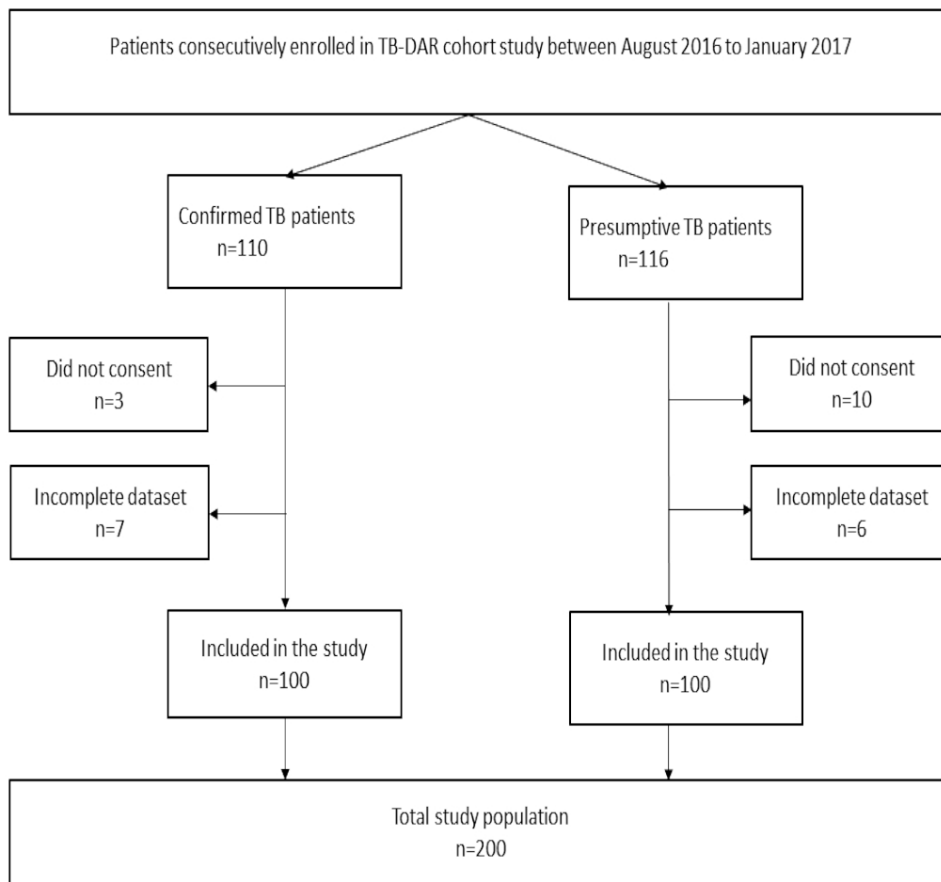 Patients consecutively enrolled in TB-DAR cohort study between August 2016 to January 2017
Confirmed TB patients
n=110
Presumptive TB patients
n=116
Did not consent
n=3
Did not consent
n=10
Incomplete dataset
n=7
Incomplete dataset
n=6
Included in the study
n=100
Included in the study
n=100
Total study population
n=200